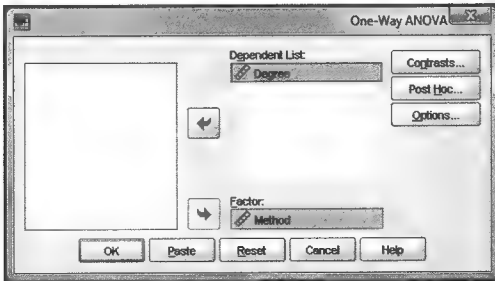 One-Way ANOVA
Dependent List:
Degree
Contrasts...
Post Hoc...
Options...
Factor:
Method
OK
Paste
Reset
Cancel
Help